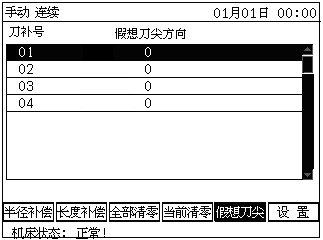 手动 连续 01月01日 00:00
刀补号 假想刀尖方向
01 0
02 0
03 0
04 0
半径补偿 长度补偿 全部清零 当前清零 假想刀尖 设 置
机床状态: 正常!